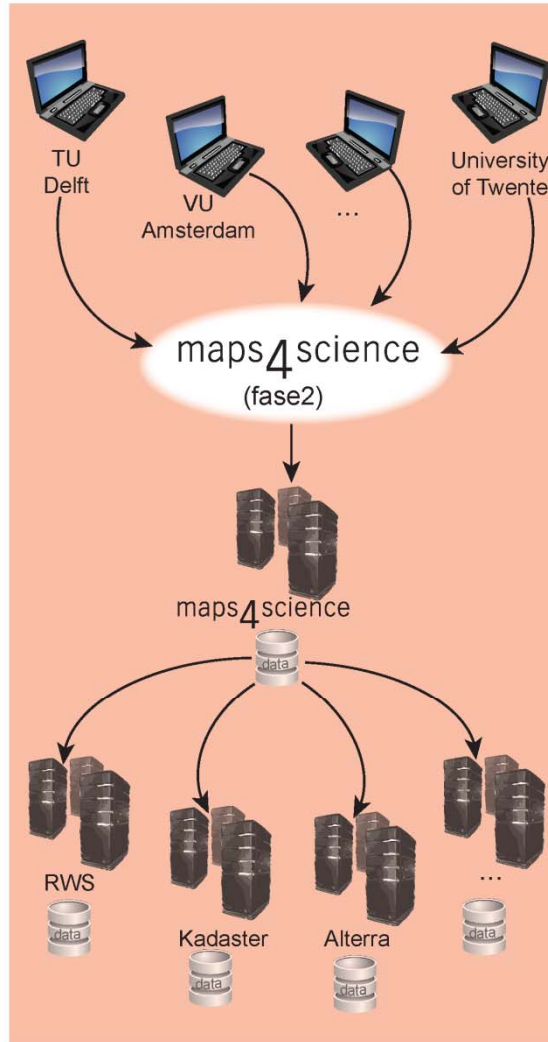 TU
Delft
VU
Amsterdam
...
University
of Twente
maps4science
(fase2)
maps4science
data
RWS
data
Kadaster
data
Alterra
data
...
data